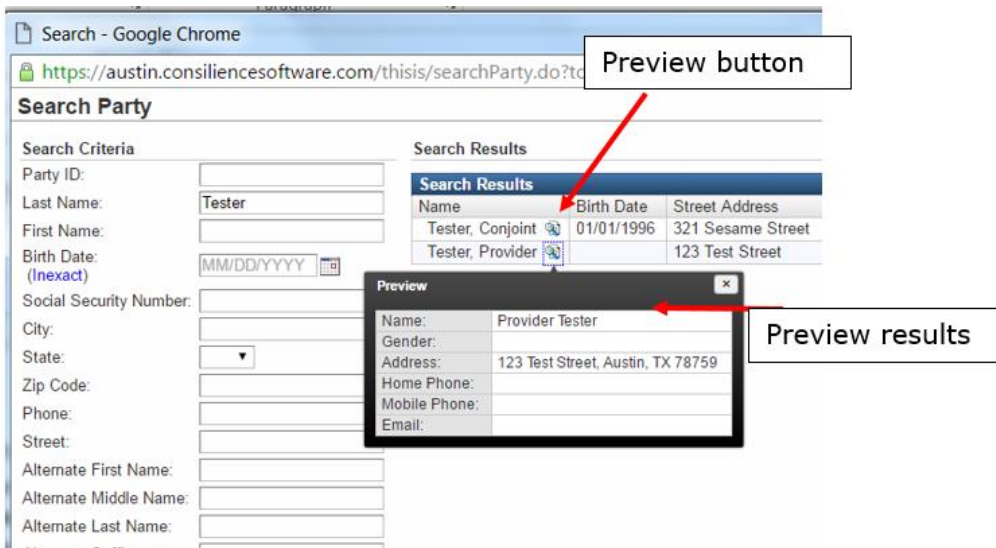 Paragraph
Search - Google Chrome
https://austin.consiliencesoftware.com/thisis/searchParty.do?tc
Preview button
Search Party
Search Criteria
Party ID:
Last Name: Tester
First Name:
Birth Date: MM/DD/YYYY
(Inexact)
Social Security Number:
City:
State:
Zip Code:
Phone:
Street:
Alternate First Name:
Alternate Middle Name:
Alternate Last Name:
Search Results
Search Results
Name Birth Date Street Address
Tester, Conjoint 01/01/1996 321 Sesame Street
Tester, Provider 123 Test Street
Preview
Name: Provider Tester
Gender:
Address: 123 Test Street, Austin, TX 78759
Home Phone:
Mobile Phone:
Email:
Preview results